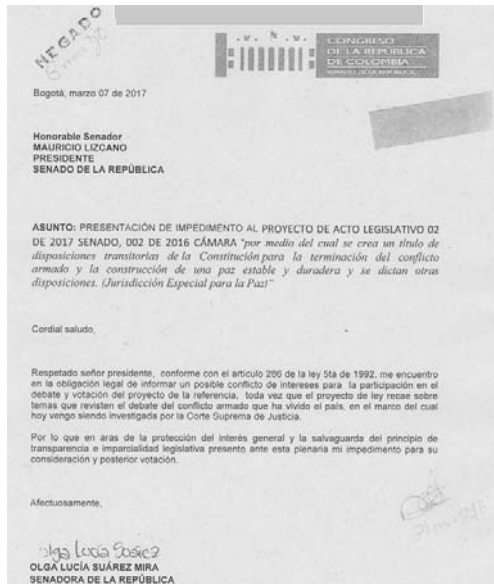 NEGADO
CONGRESO
DE LA REPÚBLICA
DE COLOMBIA
Bogotá, marzo 07 de 2017
Honorable Senador
MAURICIO LIZCANO
PRESIDENTE
SENADO DE LA REPÚBLICA
ASUNTO: PRESENTACIÓN DE IMPEDIMENTO AL PROYECTO DE ACTO LEGISLATIVO 02
DE 2017 SENADO, 002 DE 2016 CÁMARA "por medio del cual se crea un título de
disposiciones transitorias de la Constitución para la terminación del conflicto
armado y la construcción de una paz estable y duradera y se dictan otras
disposiciones. (Jurisdicción Especial para la Paz)"
Cordial saludo,
Respetado señor presidente, conforme con el artículo 286 de la ley 5ta de 1992, me encuentro
en la obligación legal de informar un posible conflicto de intereses para la participación en el
debate y votación del proyecto de la referencia, toda vez que el proyecto de ley recae sobre
temas que revisten el debate del conflicto armado que ha vivido el país, en el marco del cual
hoy vengo siendo investigada por la Corte Suprema de Justicia.
Por lo que en aras de la protección del interés general y la salvaguarda del principio de
transparencia e imparcialidad legislativa presento ante esta plenaria mi impedimento para su
consideración y posterior votación.
Afectuosamente,
Olga Lucía Suárez
OLGA LUCÍA SUÁREZ MIRA
SENADORA DE LA REPÚBLICA